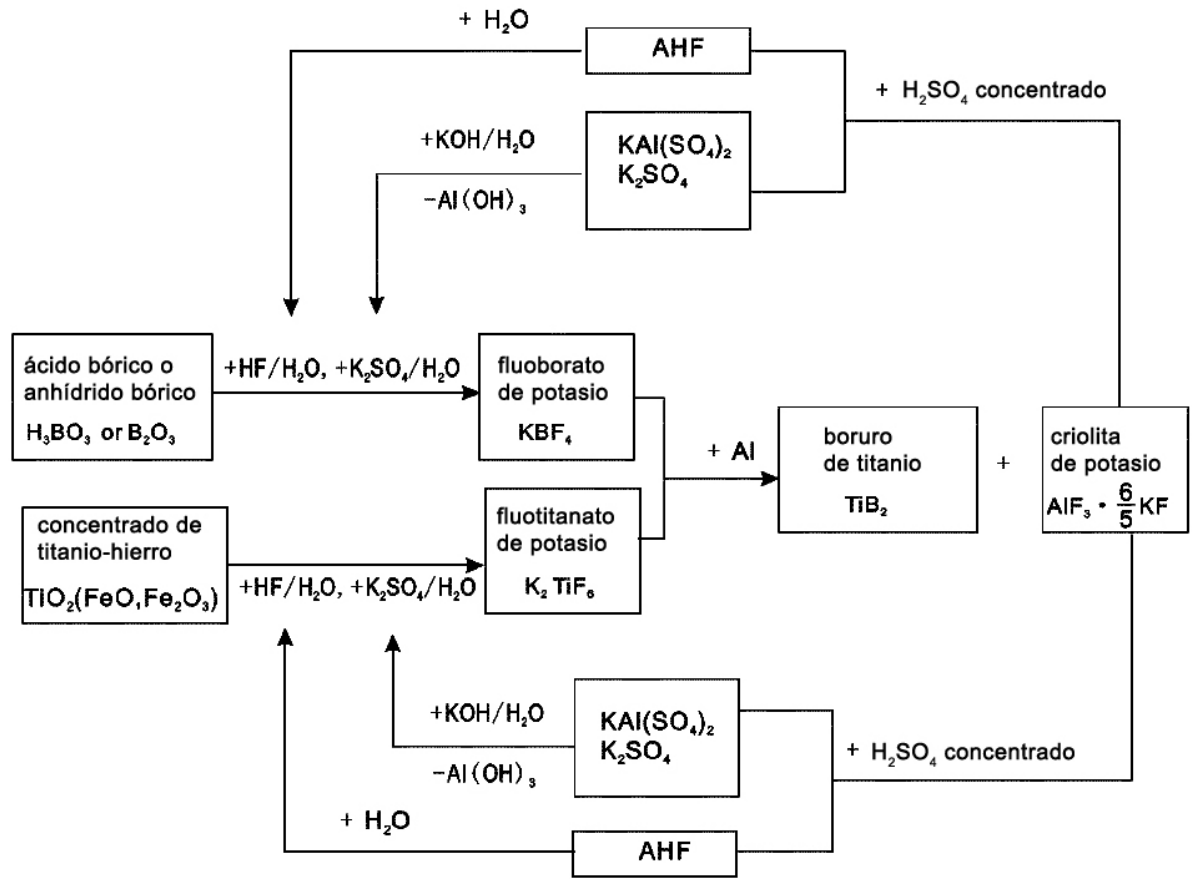 + H₂O
AHF
+ H₂SO₄ concentrado
+KOH/H₂O
–Al(OH)₃
KAl(SO₄)₂
K₂SO₄
ácido bórico o
anhídrido bórico
H₃BO₃ or B₂O₃
+HF/H₂O, +K₂SO₄/H₂O
fluoborato
de potasio
KBF₄
+ Al
boruro
de titanio
TiB₂
+
criolita
de potasio
AlF₃ • 6/5 KF
concentrado de
titanio-hierro
TiO₂(FeO,Fe₂O₃)
+HF/H₂O, +K₂SO₄/H₂O
fluotitanato
de potasio
K₂TiF₆
+KOH/H₂O
–Al(OH)₃
KAl(SO₄)₂
K₂SO₄
+ H₂SO₄ concentrado
+ H₂O
AHF